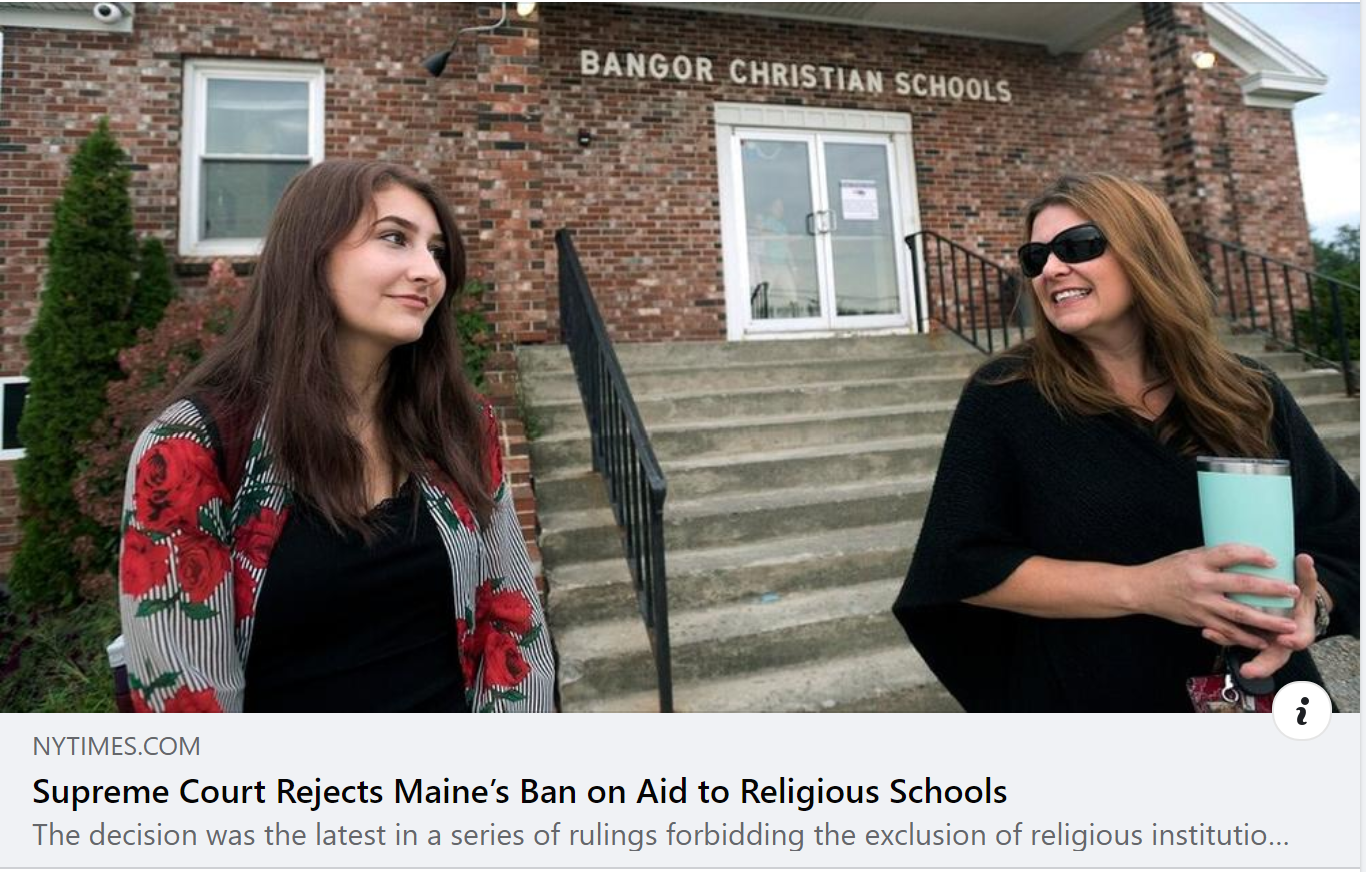 BANGOR CHRISTIAN SCHOOLS
i
NYTIMES.COM
Supreme Court Rejects Maine’s Ban on Aid to Religious Schools
The decision was the latest in a series of rulings forbidding the exclusion of religious institutio...